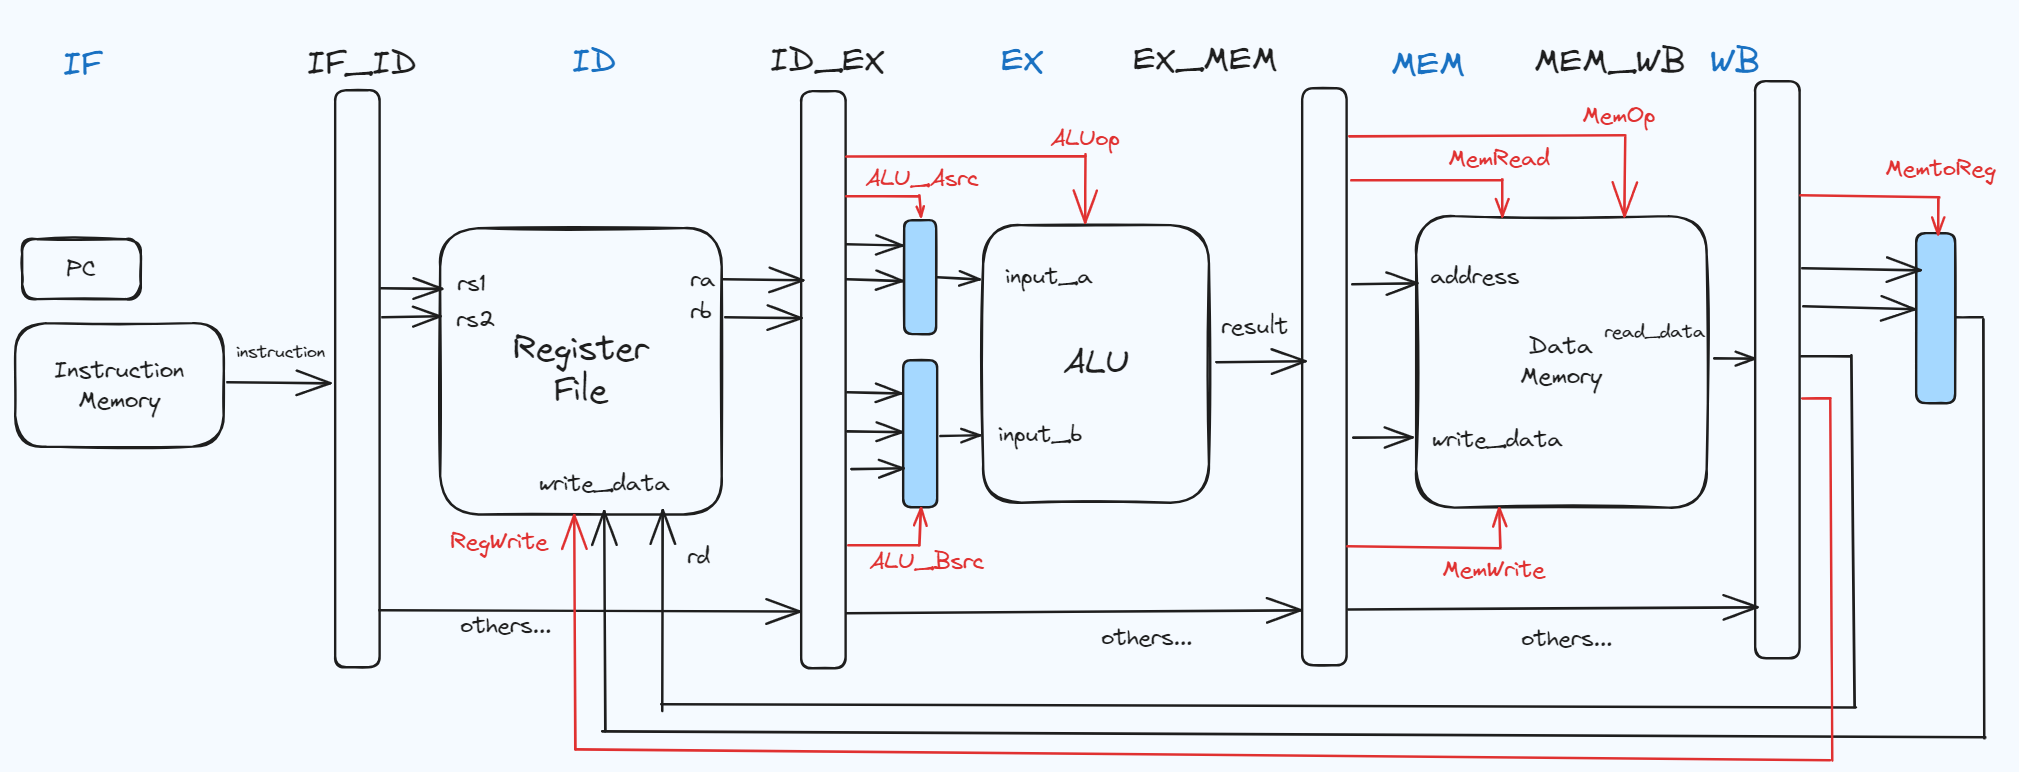 IF
IF_ID
ID
ID_EX
EX
EX_MEM
MEM
MEM_WB
WB
PC
Instruction
Memory
instruction
rs1
rs2
ra
rb
Register
File
write_data
RegWrite
rd
others...
ALUop
ALU_Asrc
input_a
ALU
input_b
ALU_Bsrc
result
others...
MemOp
MemRead
address
read_data
Data
Memory
write_data
MemWrite
others...
MemtoReg